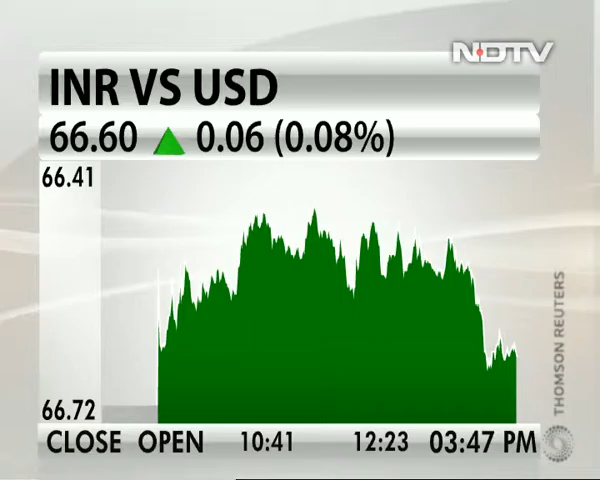 NDTV
INR VS USD
66.60 ▲ 0.06 (0.08%)
66.41
66.72
CLOSE OPEN 10:41 12:23 03:47 PM
THOMSON REUTERS